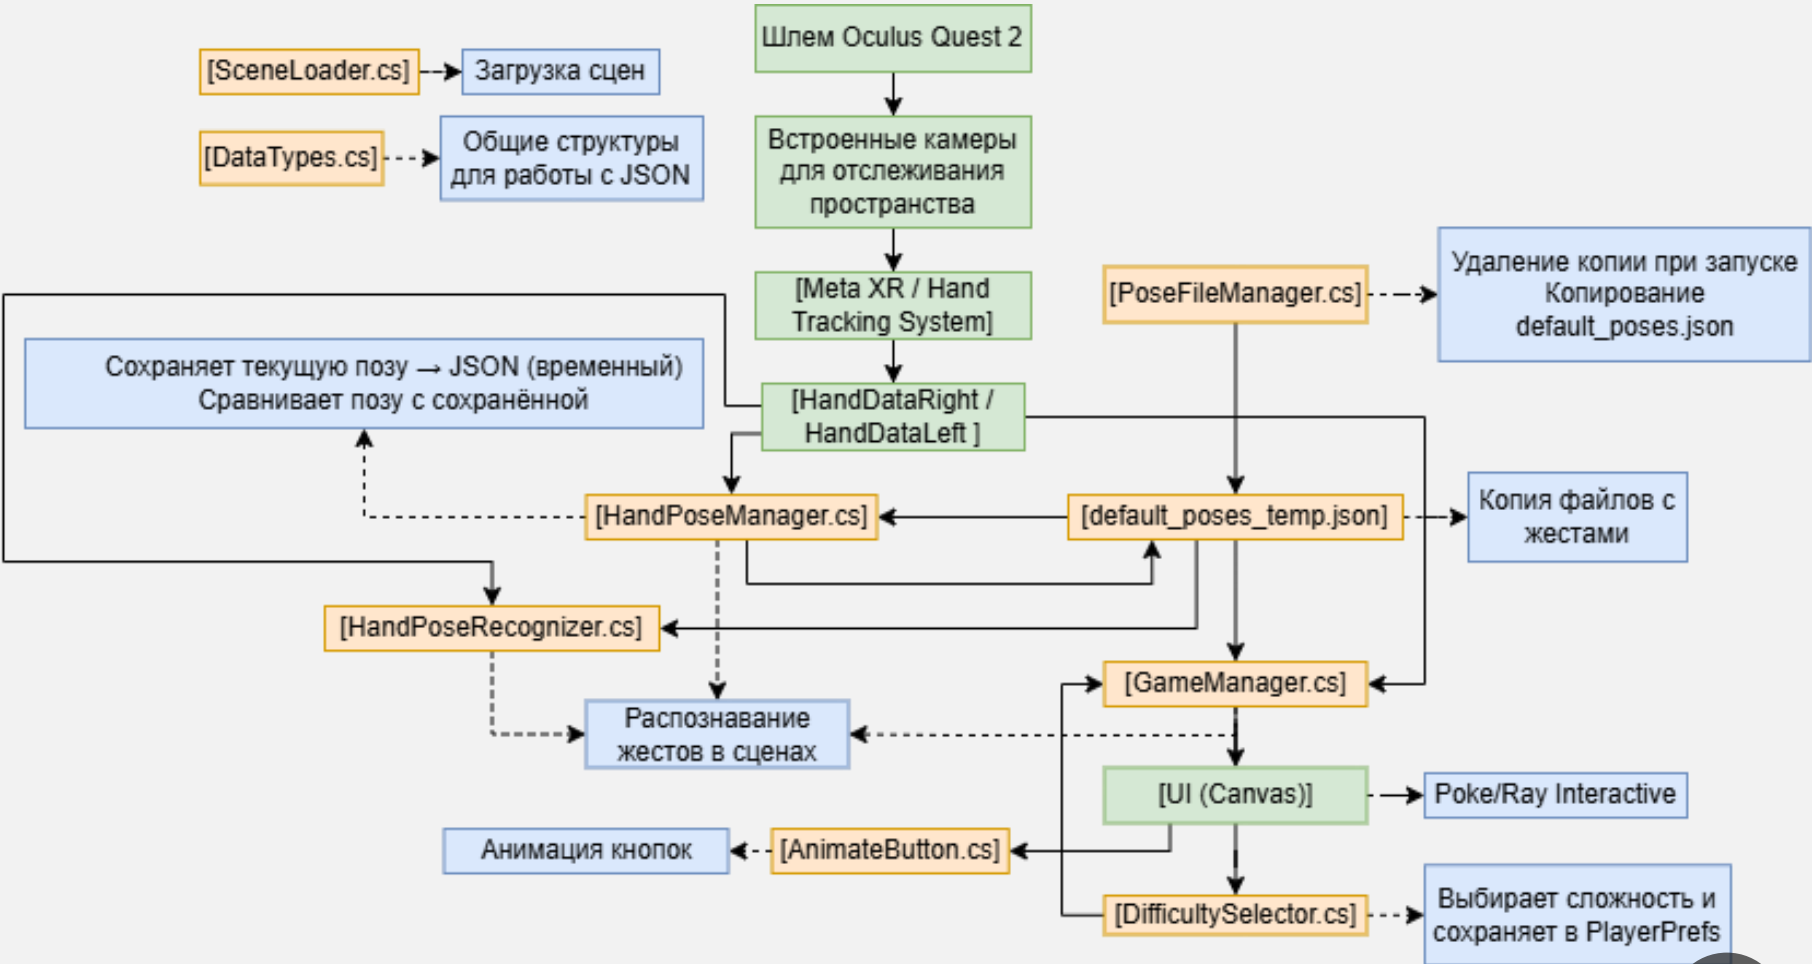 Шлем Oculus Quest 2
[SceneLoader.cs]
Загрузка сцен
[DataTypes.cs]
Общие структуры
для работы с JSON
Встроенные камеры
для отслеживания
пространства
[Meta XR / Hand
Tracking System]
[PoseFileManager.cs]
Удаление копии при запуске
Копирование
default_poses.json
Сохраняет текущую позу → JSON (временный)
Сравнивает позу с сохранённой
[HandDataRight /
HandDataLeft ]
[HandPoseManager.cs]
[default_poses_temp.json]
Копия файлов с
жестами
[HandPoseRecognizer.cs]
[GameManager.cs]
Распознавание
жестов в сценах
[UI (Canvas)]
Poke/Ray Interactive
Анимация кнопок
[AnimateButton.cs]
[DifficultySelector.cs]
Выбирает сложность и
сохраняет в PlayerPrefs